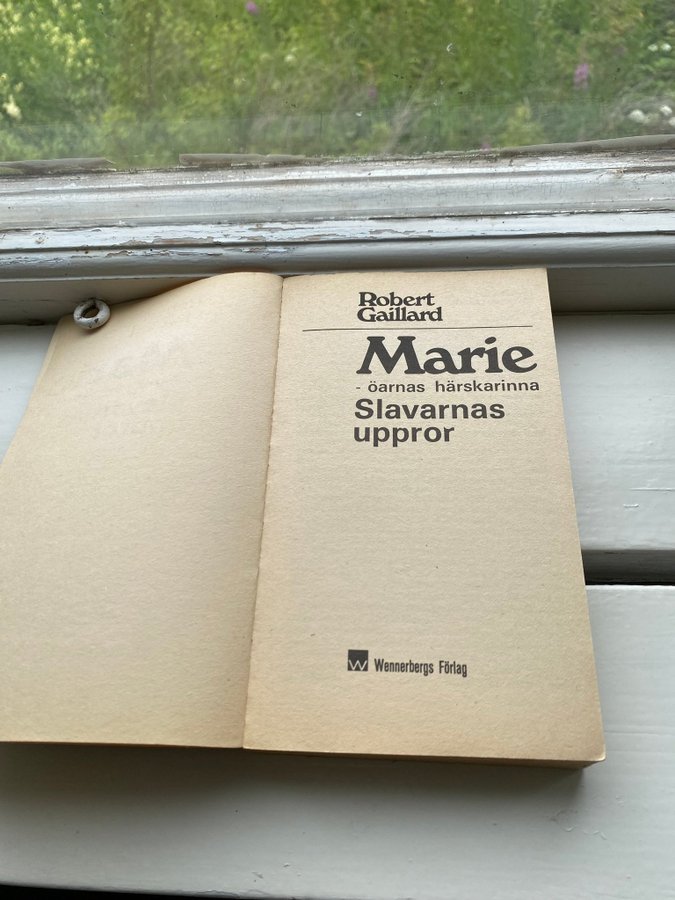 Robert
Gaillard
Marie
- öarnas härskarinna
Slavarnas
uppror
W Wennerbergs Förlag